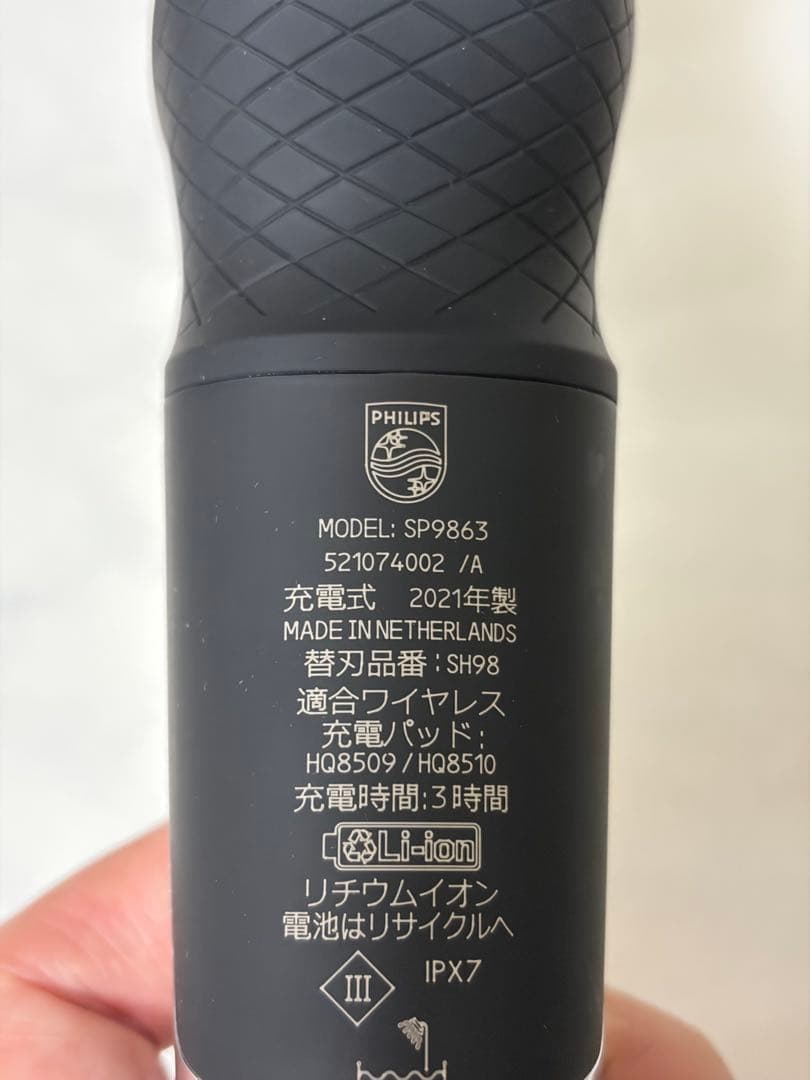 PHILIPS
MODEL: SP9863
521074002 /A
充電式 2021年製
MADE IN NETHERLANDS
替刃品番:SH98
適合ワイヤレス
充電パッド:
HQ8509/HQ8510
充電時間:3時間
Li-ion
リチウムイオン
電池はリサイクルへ
III IPX7